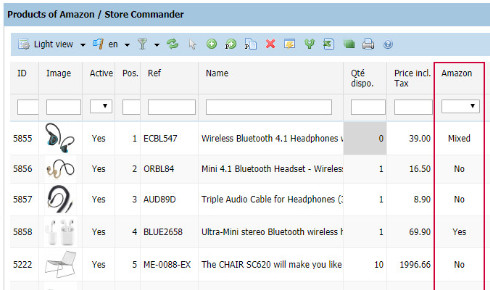 Products of Amazon / Store Commander
Light view en
ID Image Active Pos. Ref Name Qté dispo. Price incl. Tax Amazon
5855 Yes 1 ECBL547 Wireless Bluetooth 4.1 Headphones 0 39.00 Mixed
5856 Yes 2 ORBL84 Mini 4.1 Bluetooth Headset - Wireles 1 16.50 No
5857 Yes 3 AUD89D Triple Audio Cable for Headphones ( 1 8.90 No
5858 Yes 4 BLUE2658 Ultra-Mini stereo Bluetooth wireless 1 69.90 Yes
5222 Yes 5 ME-0088-EX The CHAIR SC620 will make you like 10 1996.66 No